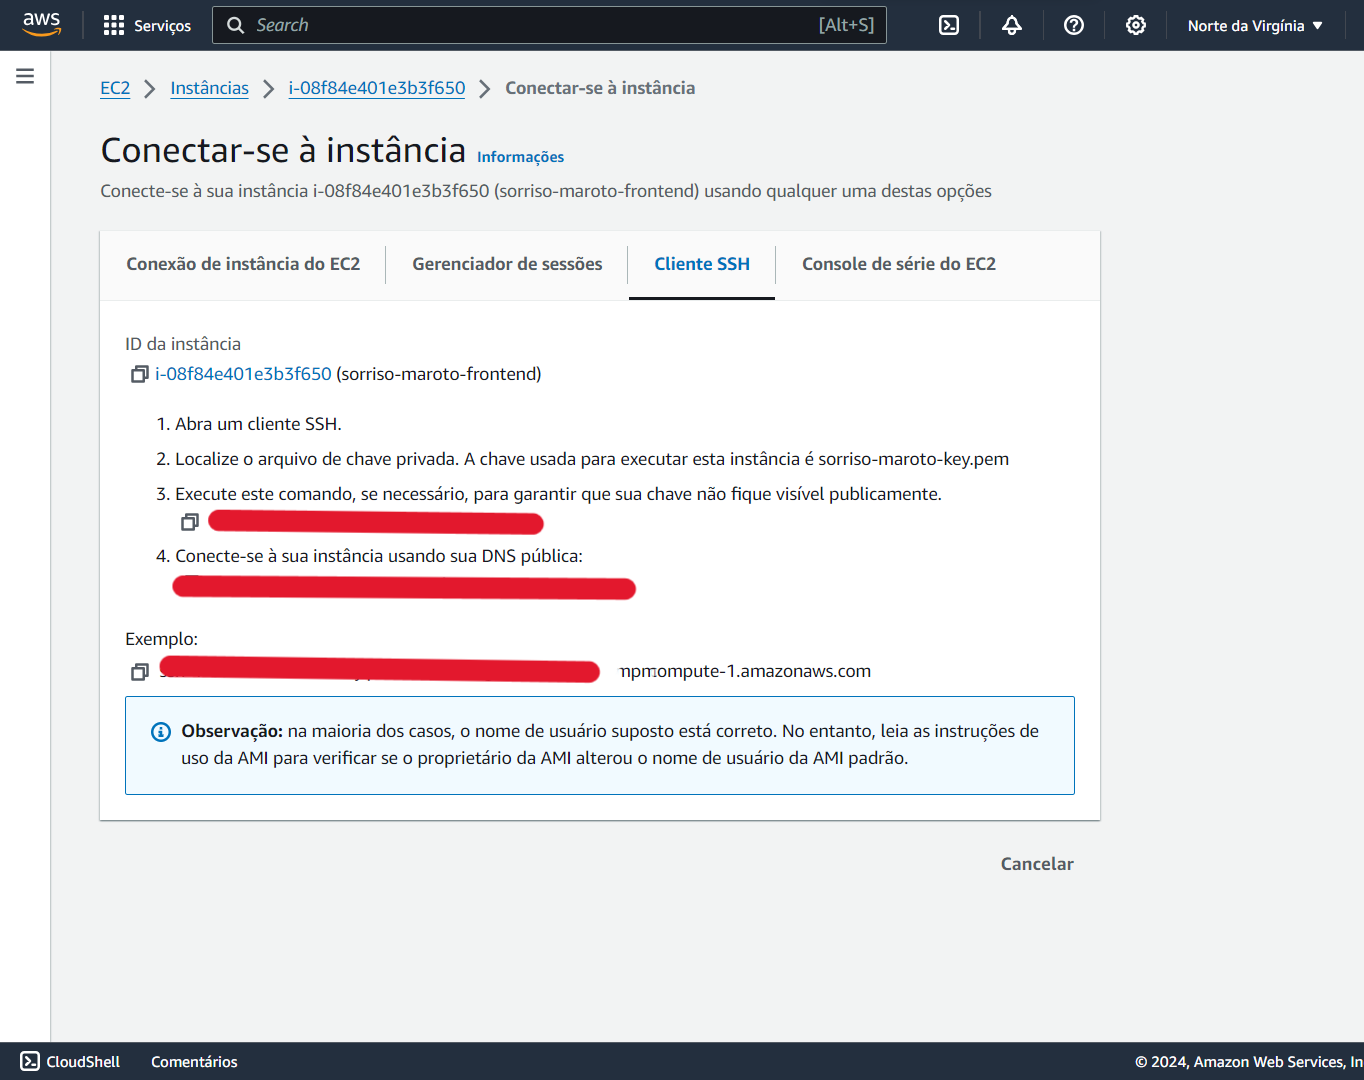 aws
Serviços
Search
[Alt+S]
Norte da Virgínia
EC2 > Instâncias > i-08f84e401e3b3f650 > Conectar-se à instância
Conectar-se à instância Informações
Conecte-se à sua instância i-08f84e401e3b3f650 (sorriso-maroto-frontend) usando qualquer uma destas opções
Conexão de instância do EC2
Gerenciador de sessões
Cliente SSH
Console de série do EC2
ID da instância
i-08f84e401e3b3f650 (sorriso-maroto-frontend)
1. Abra um cliente SSH.
2. Localize o arquivo de chave privada. A chave usada para executar esta instância é sorriso-maroto-key.pem
3. Execute este comando, se necessário, para garantir que sua chave não fique visível publicamente.
4. Conecte-se à sua instância usando sua DNS pública:
Exemplo:
mpmompute-1.amazonaws.com
Observação: na maioria dos casos, o nome de usuário suposto está correto. No entanto, leia as instruções de
uso da AMI para verificar se o proprietário da AMI alterou o nome de usuário da AMI padrão.
Cancelar
CloudShell
Comentários
© 2024, Amazon Web Services, In